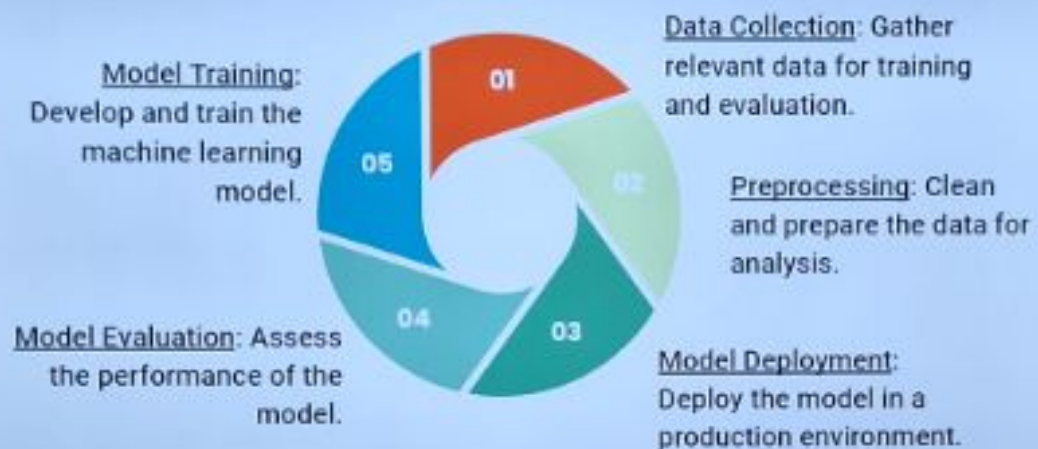 01
Data Collection: Gather
relevant data for training
and evaluation.
02
Preprocessing: Clean
and prepare the data for
analysis.
03
Model Deployment:
Deploy the model in a
production environment.
04
Model Evaluation: Assess
the performance of the
model.
05
Model Training:
Develop and train the
machine learning
model.